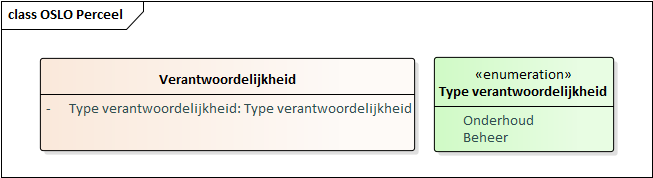 class OSLO Perceel
Verantwoordelijkheid
- Type verantwoordelijkheid: Type verantwoordelijkheid
«enumeration»
Type verantwoordelijkheid
Onderhoud
Beheer